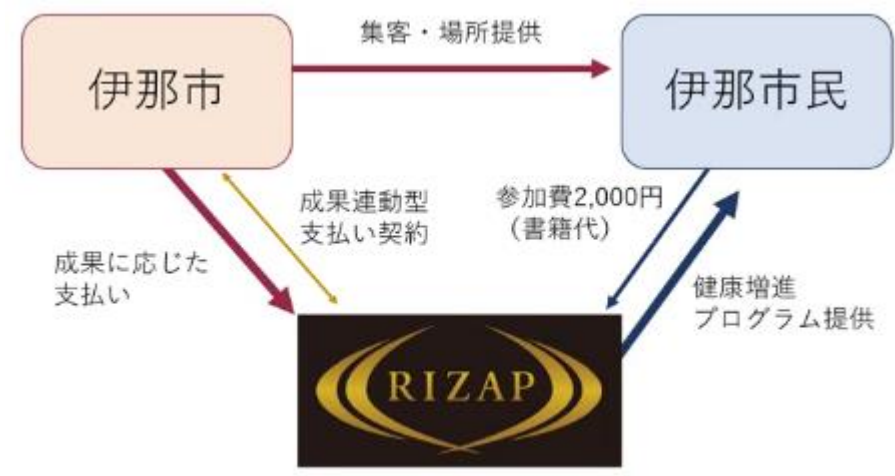 集客・場所提供
伊那市
伊那市民
成果連動型
支払い契約
参加費2,000円
（書籍代）
成果に応じた
支払い
健康増進
プログラム提供
RIZAP